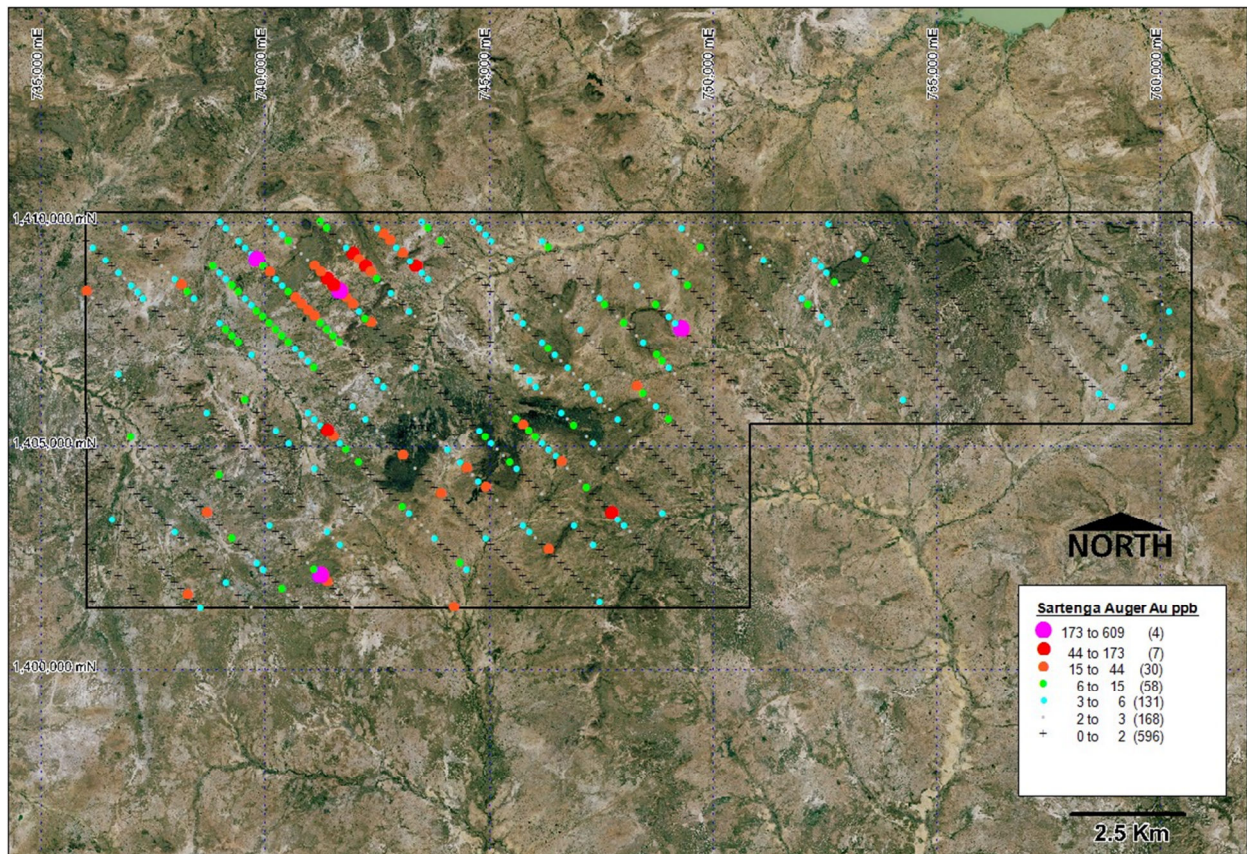 735,000 mE
740,000 mE
745,000 mE
750,000 mE
755,000 mE
760,000 mE
1,410,000 mN
1,405,000 mN
1,400,000 mN
NORTH
Sartenga Auger Au ppb
173 to 609 (4)
44 to 173 (7)
15 to 44 (30)
6 to 15 (58)
3 to 6 (131)
2 to 3 (168)
0 to 2 (596)
2.5 Km